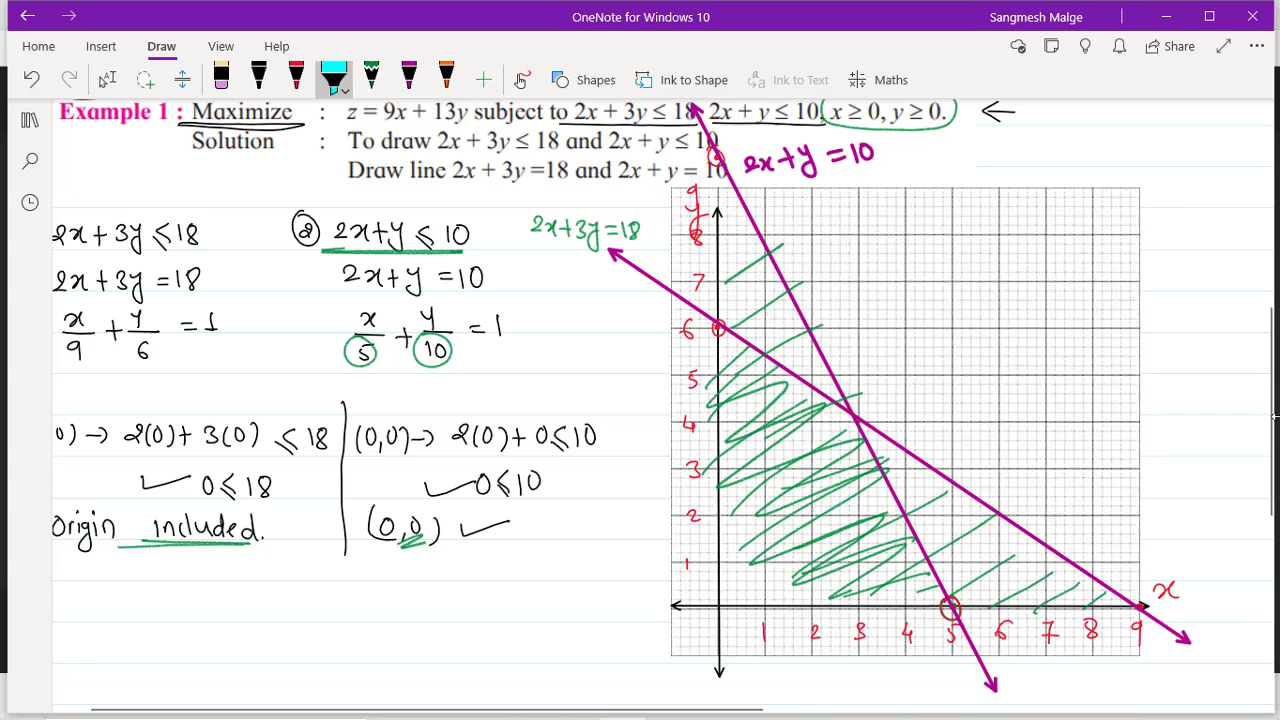 OneNote for Windows 10
Sangmesh Malge
Home Insert Draw View Help
Share
Shapes Ink to Shape Ink to Text Maths
Example 1 : Maximize : z = 9x + 13y subject to 2x + 3y ≤ 18, 2x + y ≤ 10, x ≥ 0, y ≥ 0.
Solution : To draw 2x + 3y ≤ 18 and 2x + y ≤ 10
Draw line 2x + 3y =18 and 2x + y = 10
2x+y = 10
2x+3y ≤ 18
② 2x+y ≤ 10
2x+3y=18
2x+3y = 18
2x+y = 10
x/9 + y/6 = 1
x/5 + y/10 = 1
0) → 2(0)+ 3(0) ≤ 18
(0,0) → 2(0)+0≤10
0≤18
0≤10
Origin included.
(0,0)
9
y
8
7
6
5
4
3
2
1
x
1 2 3 4 5 6 7 8 9